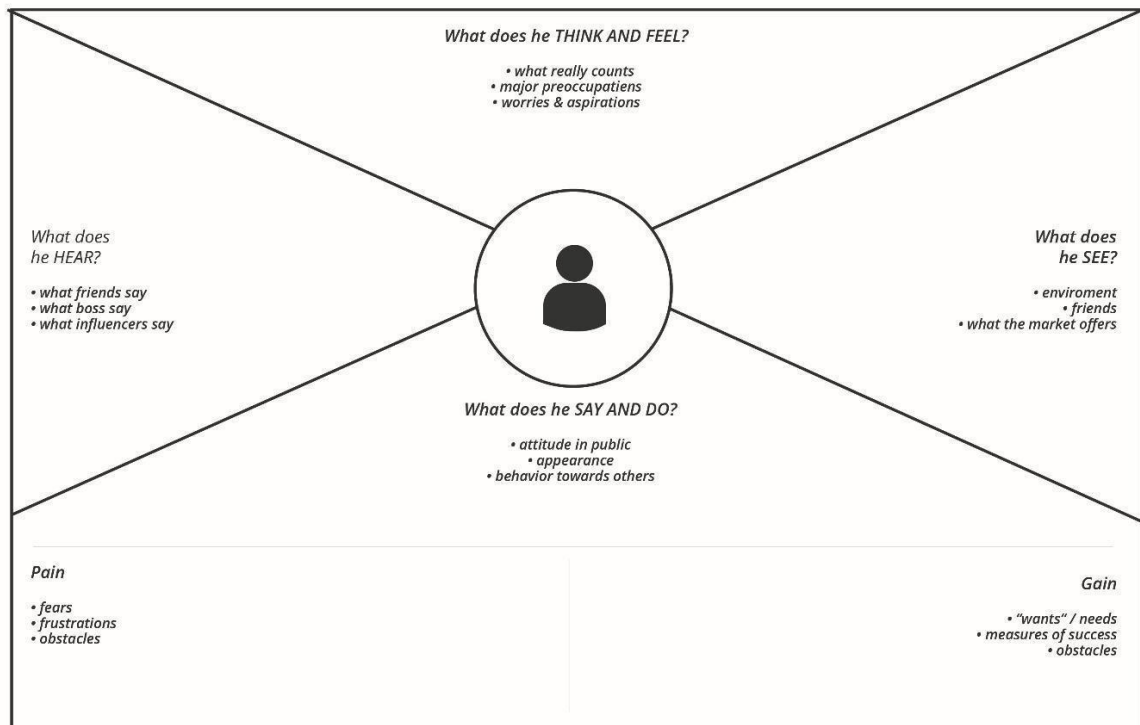 What does he THINK AND FEEL?
• what really counts
• major preoccupatiens
• worries & aspirations
What does
he HEAR?
• what friends say
• what boss say
• what influencers say
What does
he SEE?
• enviroment
• friends
• what the market offers
What does he SAY AND DO?
• attitude in public
• appearance
• behavior towards others
Pain
• fears
• frustrations
• obstacles
Gain
• “wants“ / needs
• measures of success
• obstacles